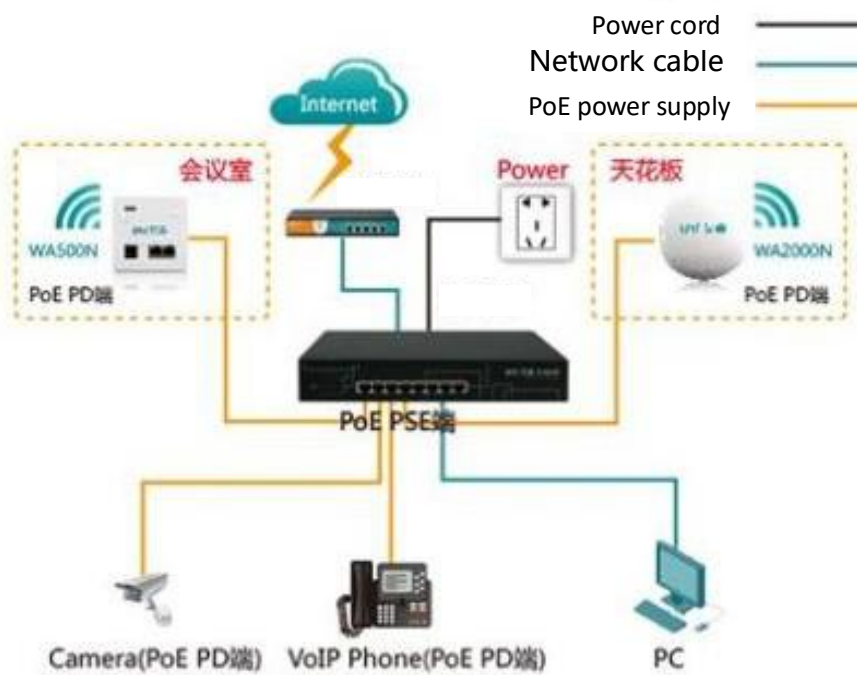 Power cord
Network cable
PoE power supply
Internet
会议室
Power
天花板
WA500N
WA2000N
PoE PD端
PoE PD端
PoE PSE端
Camera(PoE PD端)
VoIP Phone(PoE PD端)
PC